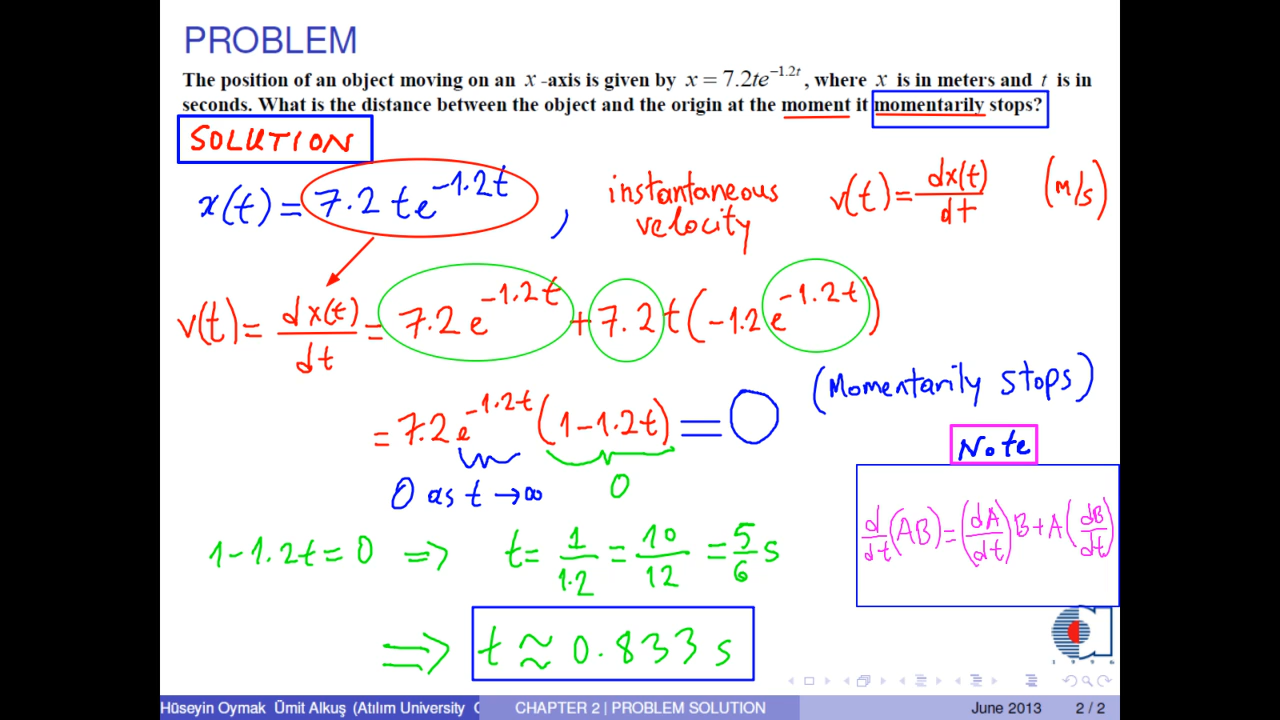 PROBLEM
The position of an object moving on an x -axis is given by x = 7.2te^{−1.2t}, where x is in meters and t is in
seconds. What is the distance between the object and the origin at the moment it momentarily stops?
SOLUTION
x(t) = 7.2 te^{-1.2t} , instantaneous velocity v(t) = dx(t)/dt (m/s)
v(t) = dx(t)/dt = 7.2 e^{-1.2t} + 7.2 t(-1.2 e^{-1.2t})
= 7.2 e^{-1.2t} (1-1.2t) = 0 (Momentarily stops)
0 as t → ∞ 0
Note
d/dt (AB) = (dA/dt) B + A (dB/dt)
1-1.2t = 0 ⇒ t = 1/1.2 = 10/12 = 5/6 s
⇒ t ≈ 0.833 s
1 9 9 6
Hüseyin Oymak Ümit Alkuş (Atılım University CHAPTER 2 | PROBLEM SOLUTION June 2013 2 / 2